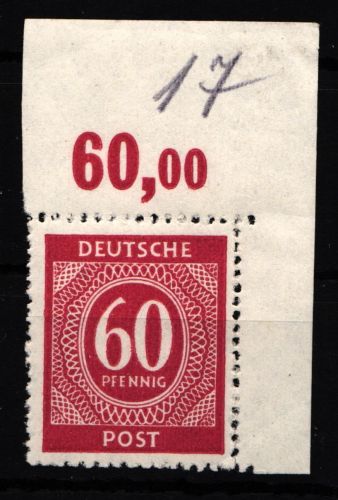 17
60,00
DEUTSCHE
60
PFENNIG
POST